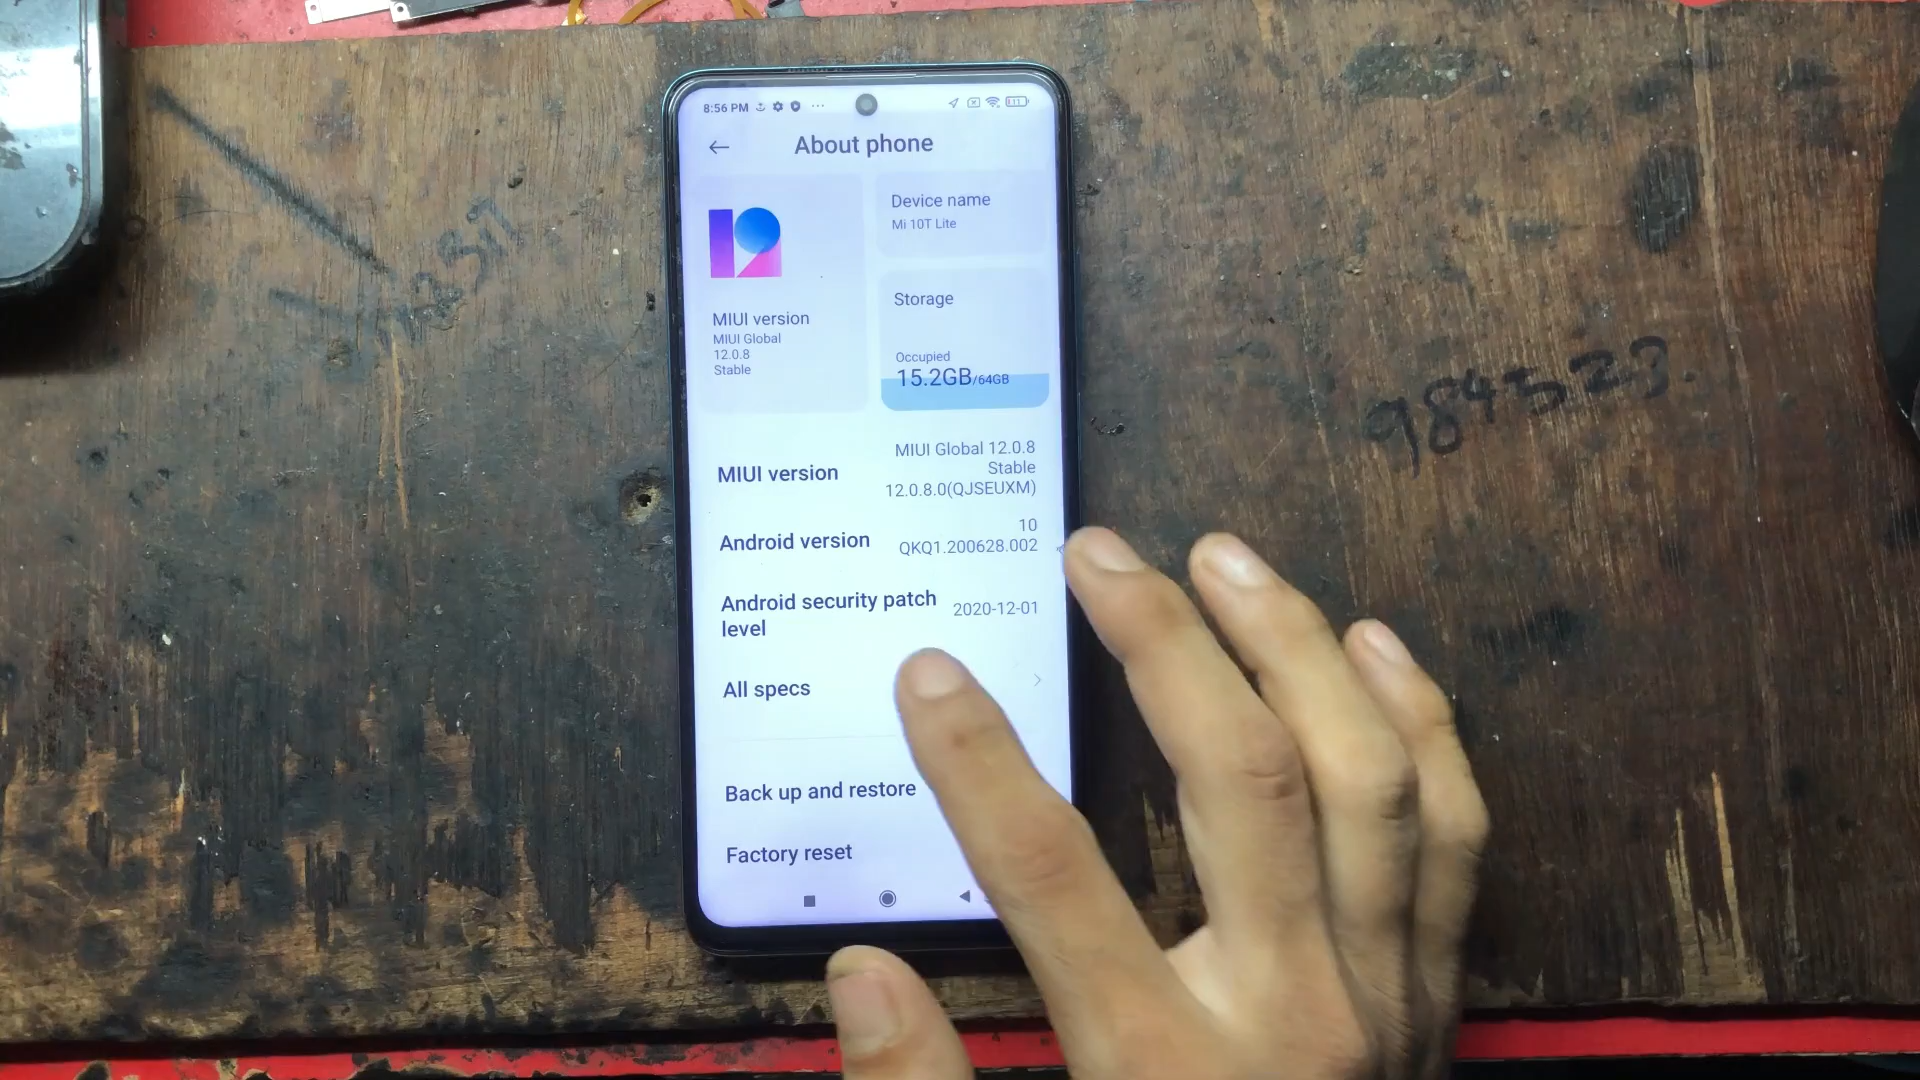 8:56 PM
11
About phone
MIUI version
MIUI Global
12.0.8
Stable
Device name
Mi 10T Lite
Storage
Occupied
15.2GB/64GB
MIUI version
MIUI Global 12.0.8
Stable
12.0.8.0(QJSEUXM)
Android version
10
QKQ1.200628.002
Android security patch
level
2020-12-01
All specs
Back up and restore
Factory reset
984523